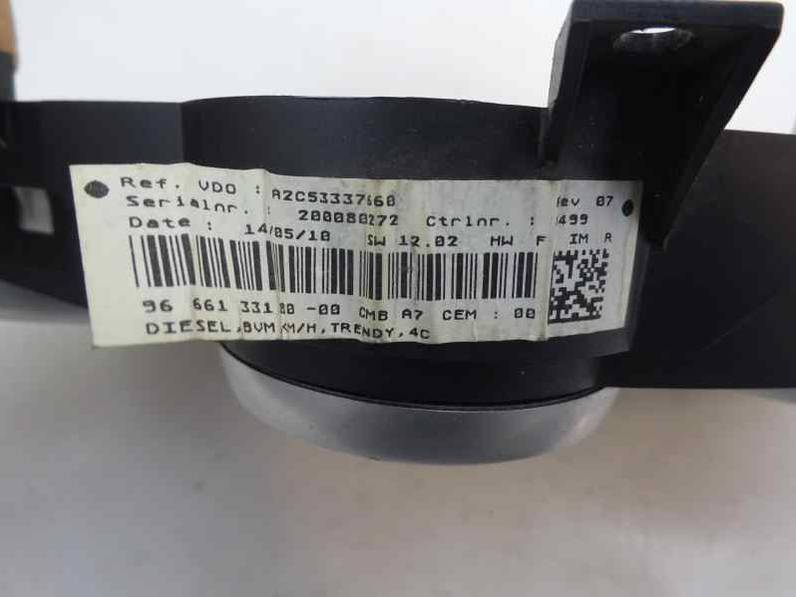 Ref. VDO : A2C53337660 Rev 07
Serialnr. : 200080272 Ctrlnr. : 0499
Date : 14/05/10 SW 12.02 HW F IM R
96 661 331 80 -00 CMB A7 CEM : 00
DIESEL,BVM,KM/H,TRENDY,4C